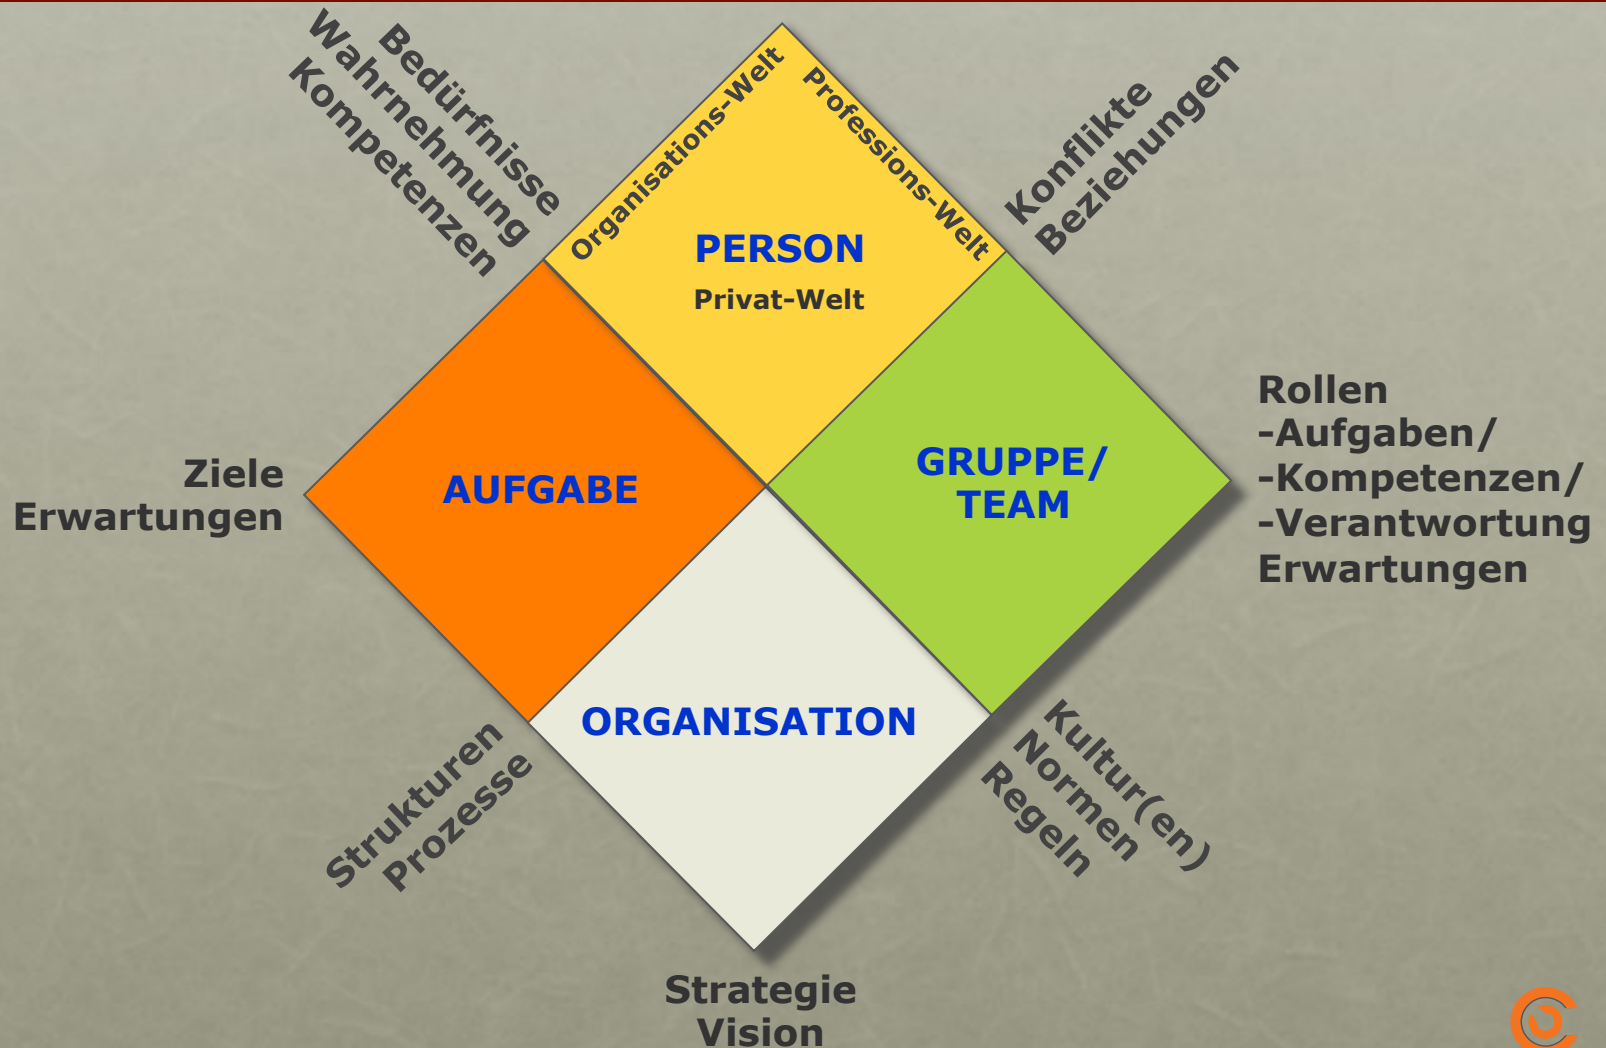 Bedürfnisse
Wahrnehmung
Kompetenzen
Organisations-Welt
Professions-Welt
Konflikte
Beziehungen
PERSON
Privat-Welt
Ziele
Erwartungen
AUFGABE
GRUPPE/
TEAM
Rollen
-Aufgaben/
-Kompetenzen/
-Verantwortung
Erwartungen
ORGANISATION
Strukturen
Prozesse
Kultur(en)
Normen
Regeln
Strategie
Vision